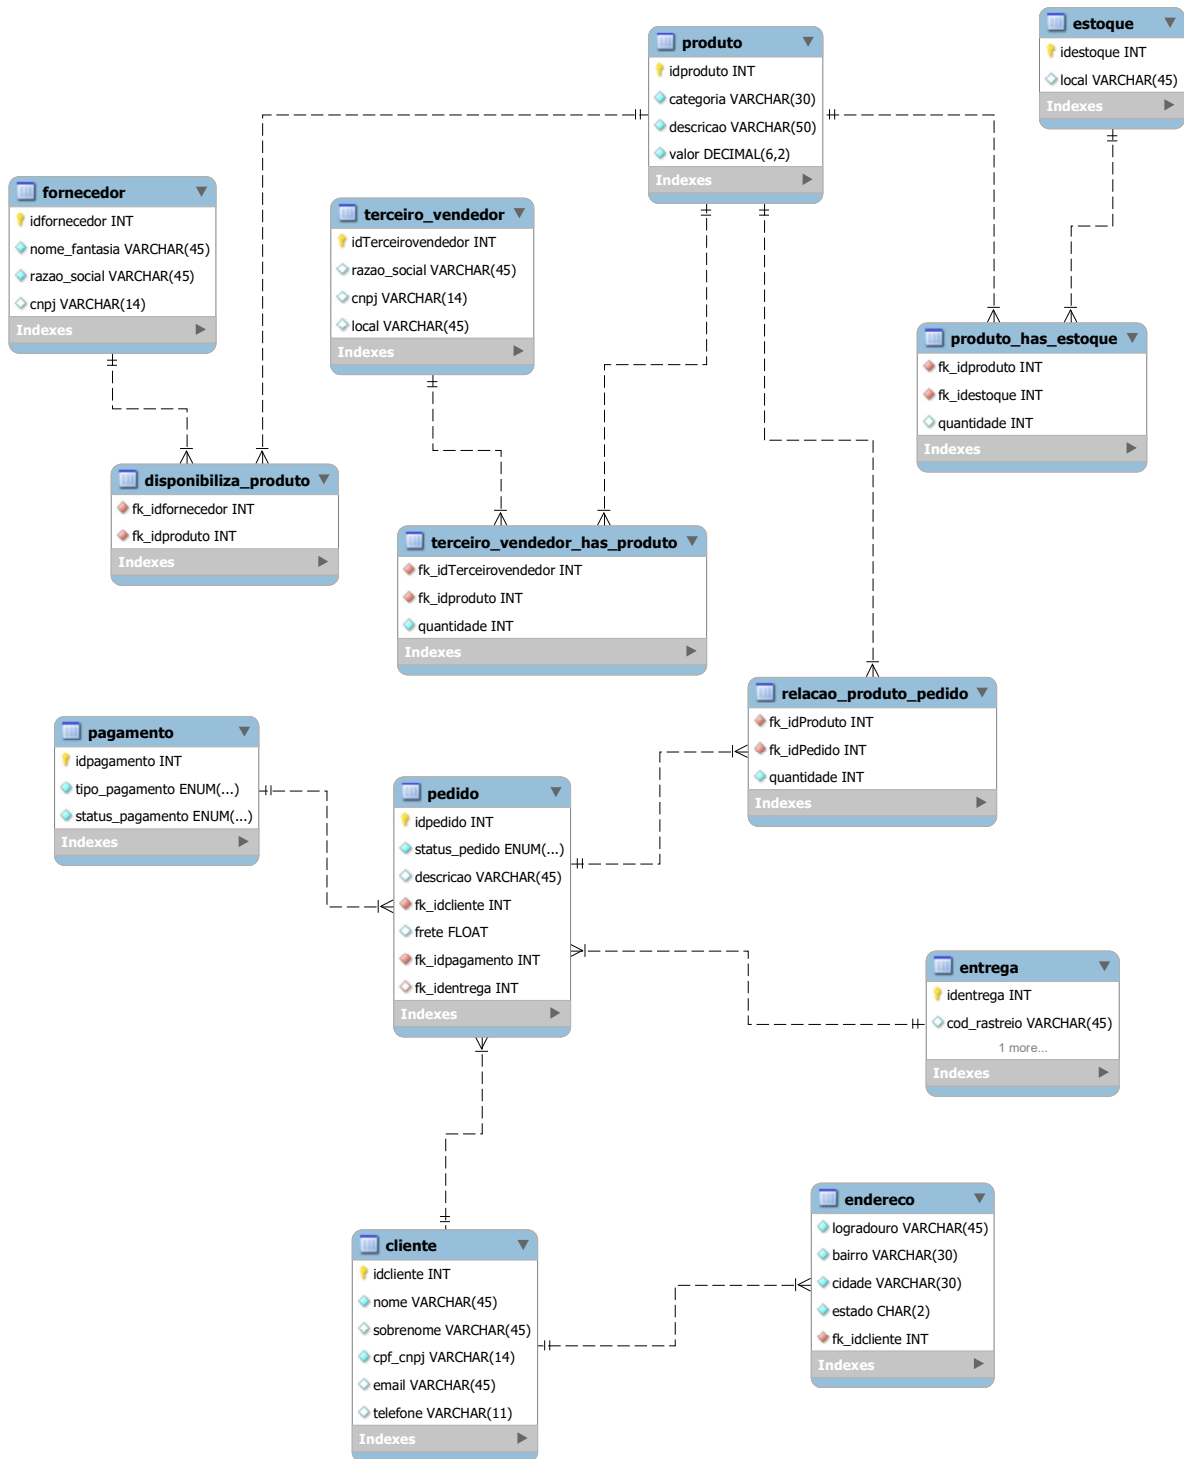 estoque
idestoque INT
local VARCHAR(45)
Indexes
produto
idproduto INT
categoria VARCHAR(30)
descricao VARCHAR(50)
valor DECIMAL(6,2)
Indexes
fornecedor
idfornecedor INT
nome_fantasia VARCHAR(45)
razao_social VARCHAR(45)
cnpj VARCHAR(14)
Indexes
terceiro_vendedor
idTerceirovendedor INT
razao_social VARCHAR(45)
cnpj VARCHAR(14)
local VARCHAR(45)
Indexes
produto_has_estoque
fk_idproduto INT
fk_idestoque INT
quantidade INT
Indexes
disponibiliza_produto
fk_idfornecedor INT
fk_idproduto INT
Indexes
terceiro_vendedor_has_produto
fk_idTerceirovendedor INT
fk_idproduto INT
quantidade INT
Indexes
relacao_produto_pedido
fk_idProduto INT
fk_idPedido INT
quantidade INT
Indexes
pagamento
idpagamento INT
tipo_pagamento ENUM(...)
status_pagamento ENUM(...)
Indexes
pedido
idpedido INT
status_pedido ENUM(...)
descricao VARCHAR(45)
fk_idcliente INT
frete FLOAT
fk_idpagamento INT
fk_identrega INT
Indexes
entrega
identrega INT
cod_rastreio VARCHAR(45)
1 more...
Indexes
endereco
logradouro VARCHAR(45)
bairro VARCHAR(30)
cidade VARCHAR(30)
estado CHAR(2)
fk_idcliente INT
Indexes
cliente
idcliente INT
nome VARCHAR(45)
sobrenome VARCHAR(45)
cpf_cnpj VARCHAR(14)
email VARCHAR(45)
telefone VARCHAR(11)
Indexes